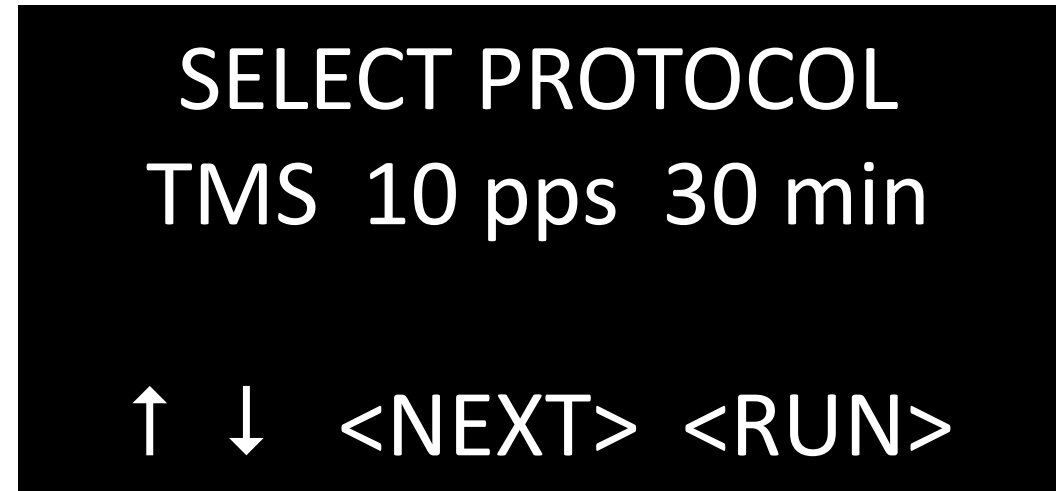 SELECT PROTOCOL
TMS 10 pps 30 min
↑ ↓ <NEXT> <RUN>